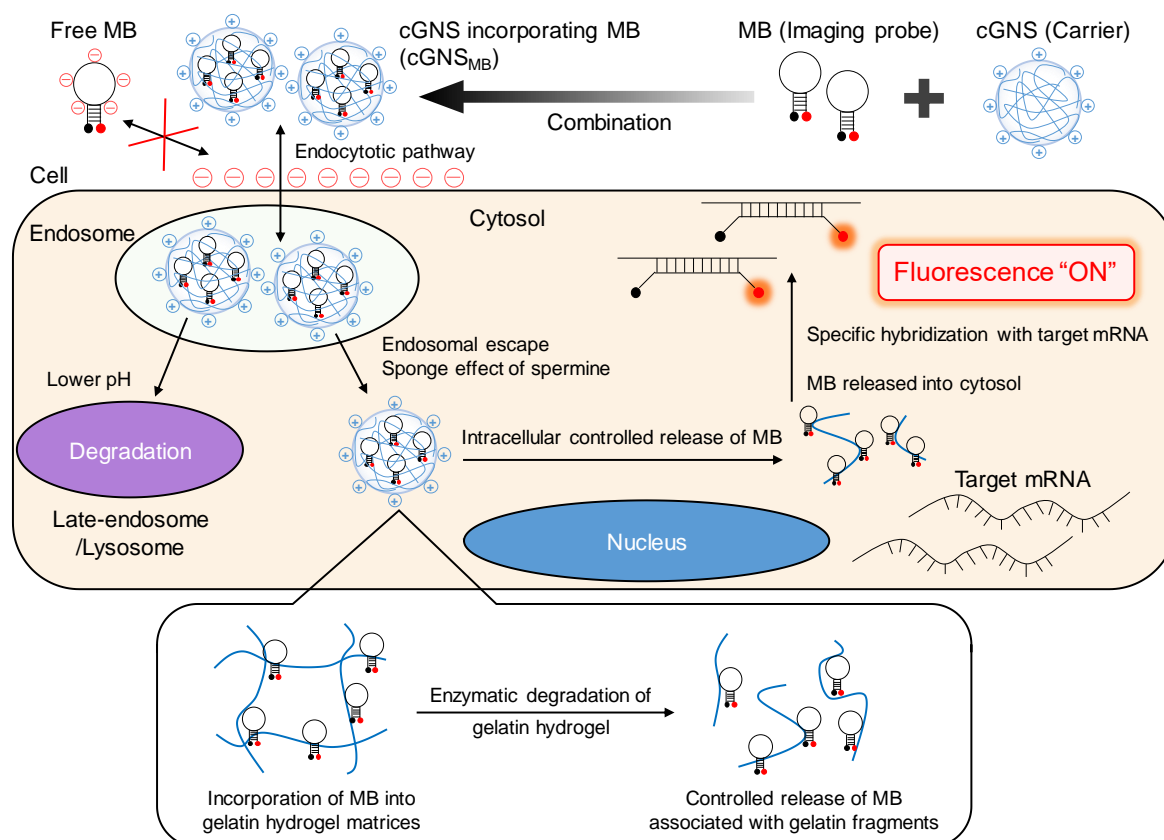 Free MB
cGNS incorporating MB
(cGNSMB)
MB (Imaging probe)
cGNS (Carrier)
Combination
Endocytotic pathway
Cell
Endosome
Cytosol
Fluorescence “ON”
Endosomal escape
Sponge effect of spermine
Specific hybridization with target mRNA
Lower pH
MB released into cytosol
Degradation
Intracellular controlled release of MB
Target mRNA
Late-endosome
/Lysosome
Nucleus
Enzymatic degradation of
gelatin hydrogel
Incorporation of MB into
gelatin hydrogel matrices
Controlled release of MB
associated with gelatin fragments